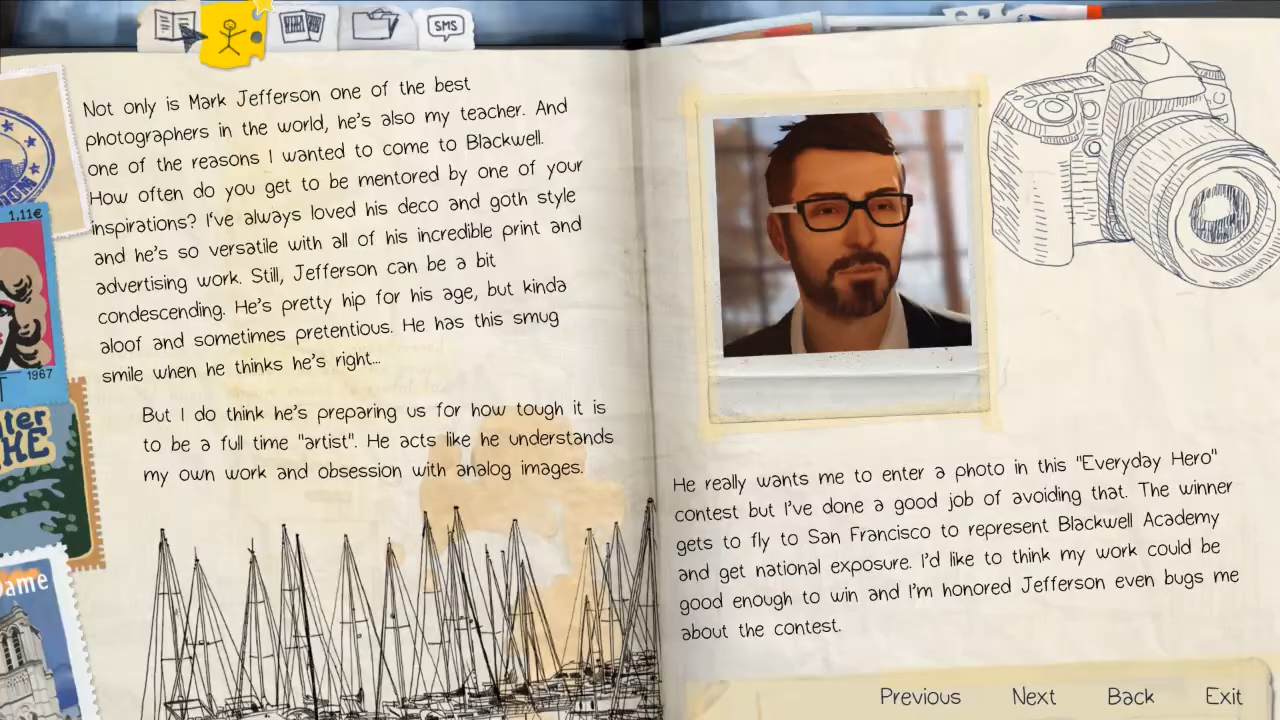 SMS
Not only is Mark Jefferson one of the best
photographers in the world, he's also my teacher. And
one of the reasons I wanted to come to Blackwell.
How often do you get to be mentored by one of your
inspirations? I've always loved his deco and goth style
and he's so versatile with all of his incredible print and
advertising work. Still, Jefferson can be a bit
condescending. He's pretty hip for his age, but kinda
aloof and sometimes pretentious. He has this smug
smile when he thinks he's right...
But I do think he's preparing us for how tough it is
to be a full time "artist". He acts like he understands
my own work and obsession with analog images.
1,11€
1967
He really wants me to enter a photo in this "Everyday Hero"
contest but I've done a good job of avoiding that. The winner
gets to fly to San Francisco to represent Blackwell Academy
and get national exposure. I'd like to think my work could be
good enough to win and I'm honored Jefferson even bugs me
about the contest.
Previous Next Back Exit